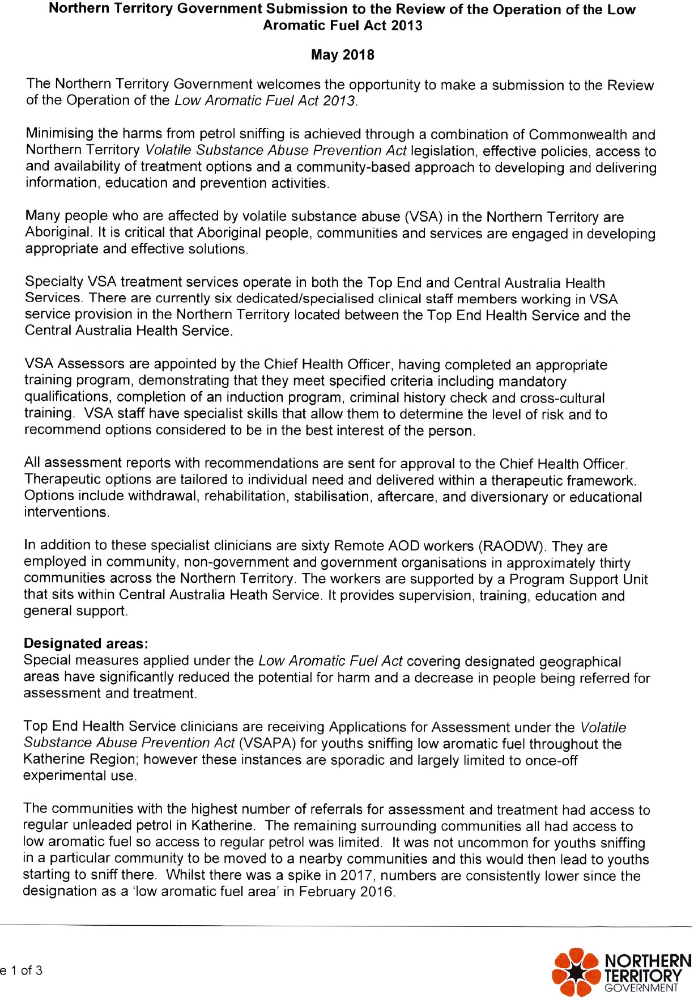 Northern Territory Government Submission to the Review of the Operation of the Low
Aromatic Fuel Act 2013
May 2018
The Northern Territory Government welcomes the opportunity to make a submission to the Review
of the Operation of the Low Aromatic Fuel Act 2013.
Minimising the harms from petrol sniffing is achieved through a combination of Commonwealth and
Northern Territory Volatile Substance Abuse Prevention Act legislation, effective policies, access to
and availability of treatment options and a community-based approach to developing and delivering
information, education and prevention activities.
Many people who are affected by volatile substance abuse (VSA) in the Northern Territory are
Aboriginal. It is critical that Aboriginal people, communities and services are engaged in developing
appropriate and effective solutions.
Specialty VSA treatment services operate in both the Top End and Central Australia Health
Services. There are currently six dedicated/specialised clinical staff members working in VSA
service provision in the Northern Territory located between the Top End Health Service and the
Central Australia Health Service.
VSA Assessors are appointed by the Chief Health Officer, having completed an appropriate
training program, demonstrating that they meet specified criteria including mandatory
qualifications, completion of an induction program, criminal history check and cross-cultural
training.  VSA staff have specialist skills that allow them to determine the level of risk and to
recommend options considered to be in the best interest of the person.
All assessment reports with recommendations are sent for approval to the Chief Health Officer.
Therapeutic options are tailored to individual need and delivered within a therapeutic framework.
Options include withdrawal, rehabilitation, stabilisation, aftercare, and diversionary or educational
interventions.
In addition to these specialist clinicians are sixty Remote AOD workers (RAODW). They are
employed in community, non-government and government organisations in approximately thirty
communities across the Northern Territory. The workers are supported by a Program Support Unit
that sits within Central Australia Heath Service. It provides supervision, training, education and
general support.
Designated areas:
Special measures applied under the Low Aromatic Fuel Act covering designated geographical
areas have significantly reduced the potential for harm and a decrease in people being referred for
assessment and treatment.
Top End Health Service clinicians are receiving Applications for Assessment under the Volatile
Substance Abuse Prevention Act (VSAPA) for youths sniffing low aromatic fuel throughout the
Katherine Region; however these instances are sporadic and largely limited to once-off
experimental use.
The communities with the highest number of referrals for assessment and treatment had access to
regular unleaded petrol in Katherine.  The remaining surrounding communities all had access to
low aromatic fuel so access to regular petrol was limited.  It was not uncommon for youths sniffing
in a particular community to be moved to a nearby communities and this would then lead to youths
starting to sniff there.  Whilst there was a spike in 2017, numbers are consistently lower since the
designation as a ‘low aromatic fuel area’ in February 2016.
e 1 of 3
NORTHERN
TERRITORY
GOVERNMENT